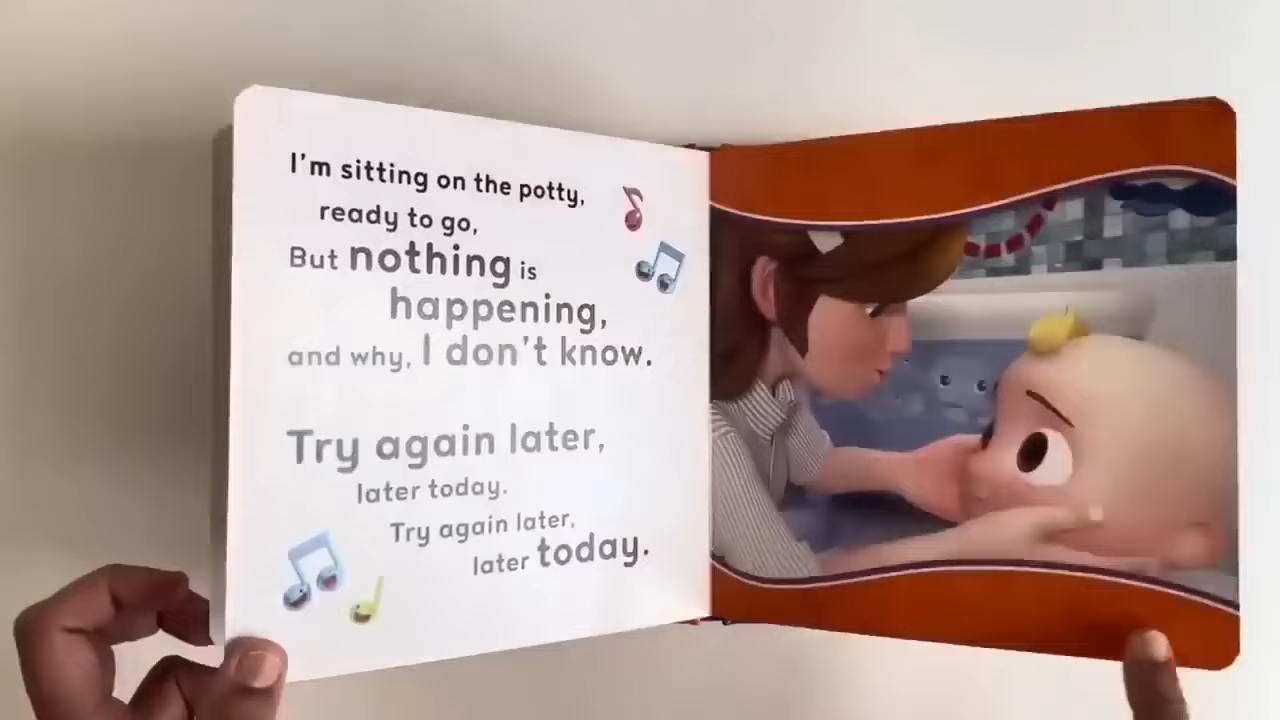 I'm sitting on the potty,
ready to go,
But nothing is
happening,
and why, I don't know.
Try again later,
later today.
Try again later,
later today.